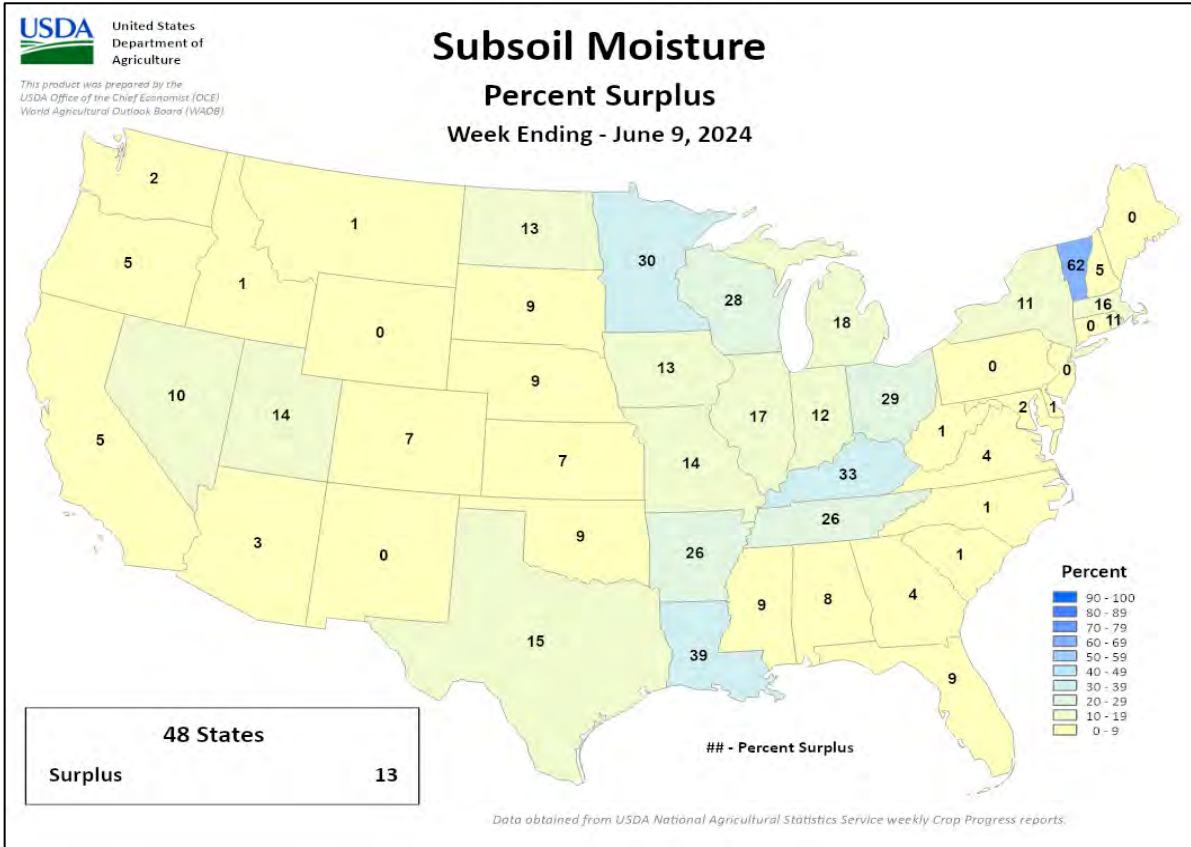 USDA
United States
Department of
Agriculture
This product was prepared by the
USDA Office of the Chief Economist (OCE)
World Agricultural Outlook Board (WAOB)
Subsoil Moisture
Percent Surplus
Week Ending - June 9, 2024
2
1
13
30
0
5
1
9
28
62
5
11
16
18
0
11
0
9
13
0
0
10
14
29
17
12
2
1
5
7
1
7
14
4
33
1
26
3
0
9
26
1
9
8
4
15
39
9
Percent
90 - 100
80 - 89
70 - 79
60 - 69
50 - 59
40 - 49
30 - 39
20 - 29
10 - 19
0 - 9
48 States
Surplus 13
## - Percent Surplus
Data obtained from USDA National Agricultural Statistics Service weekly Crop Progress reports.